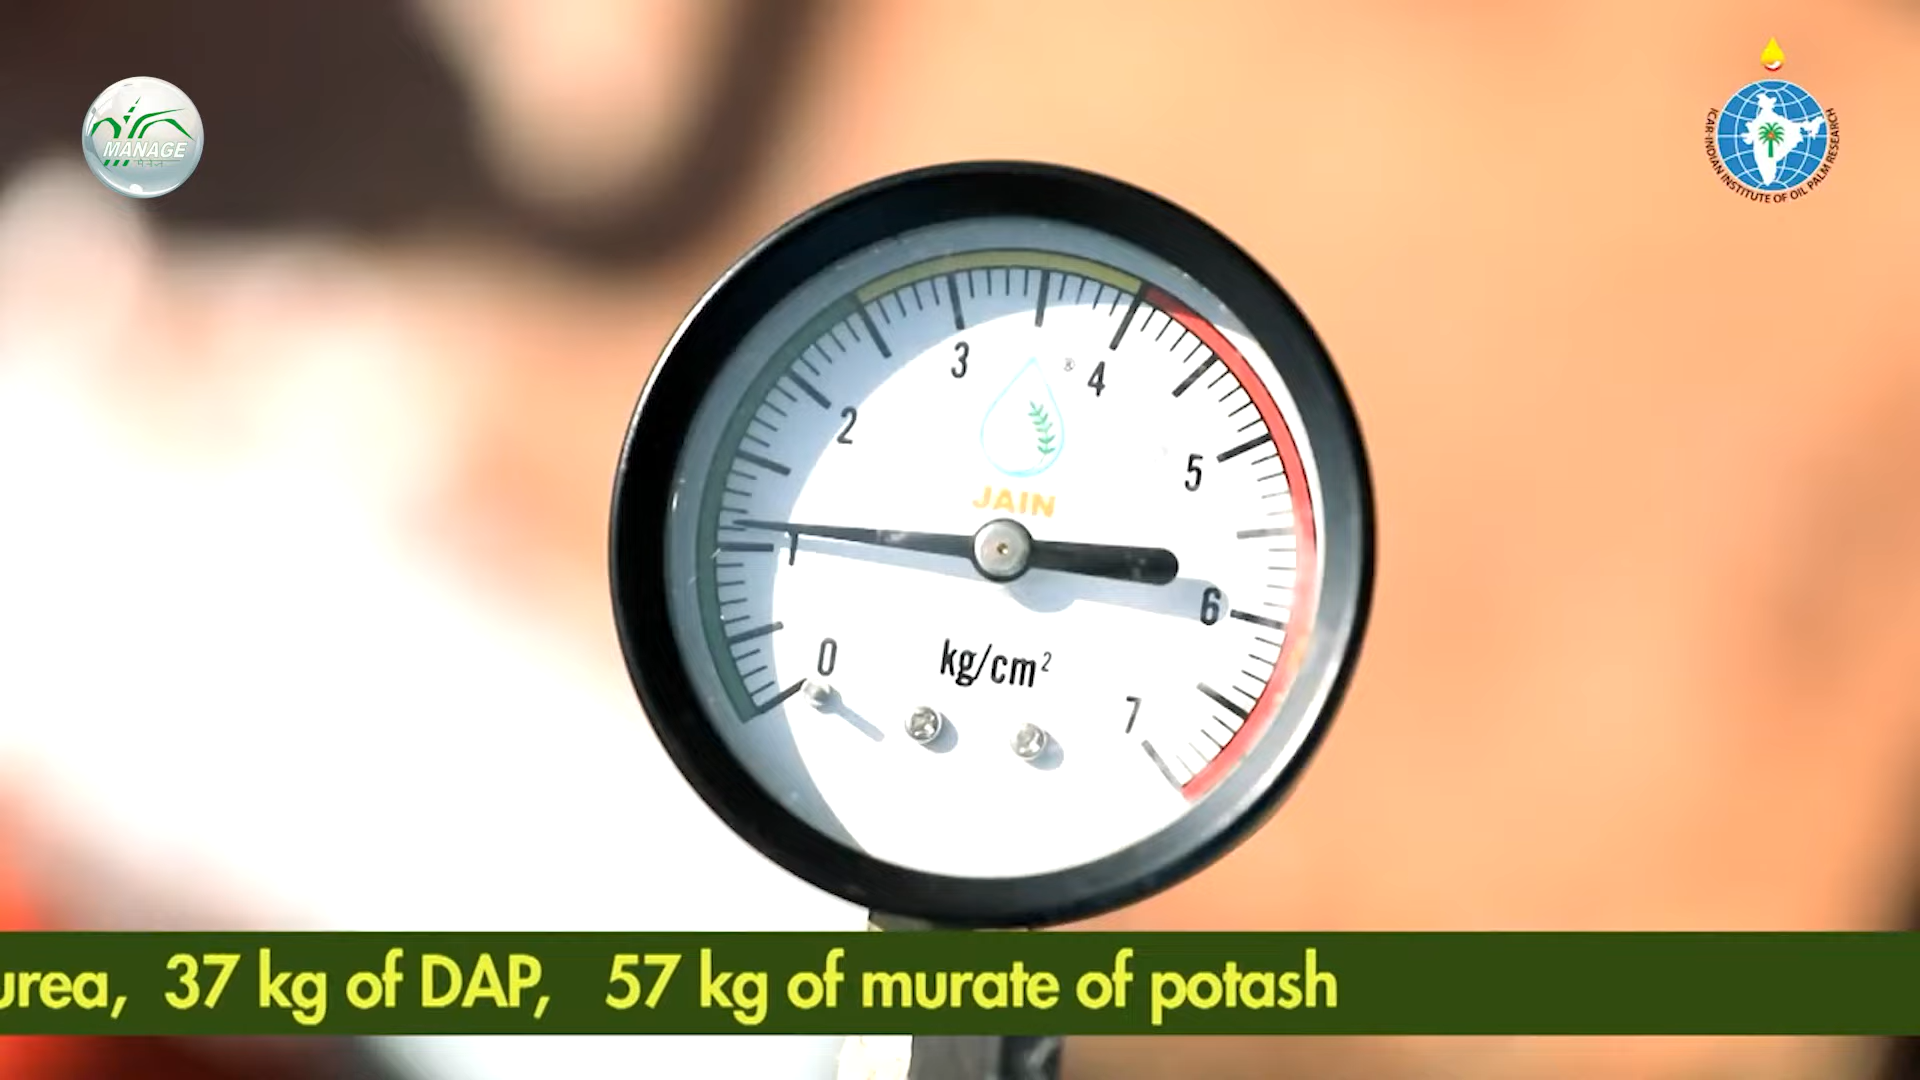 MANAGE
ICAR-INDIAN INSTITUTE OF OIL PALM RESEARCH
3
®
4
2
5
JAIN
1
6
0
kg/cm²
7
urea, 37 kg of DAP, 57 kg of murate of potash